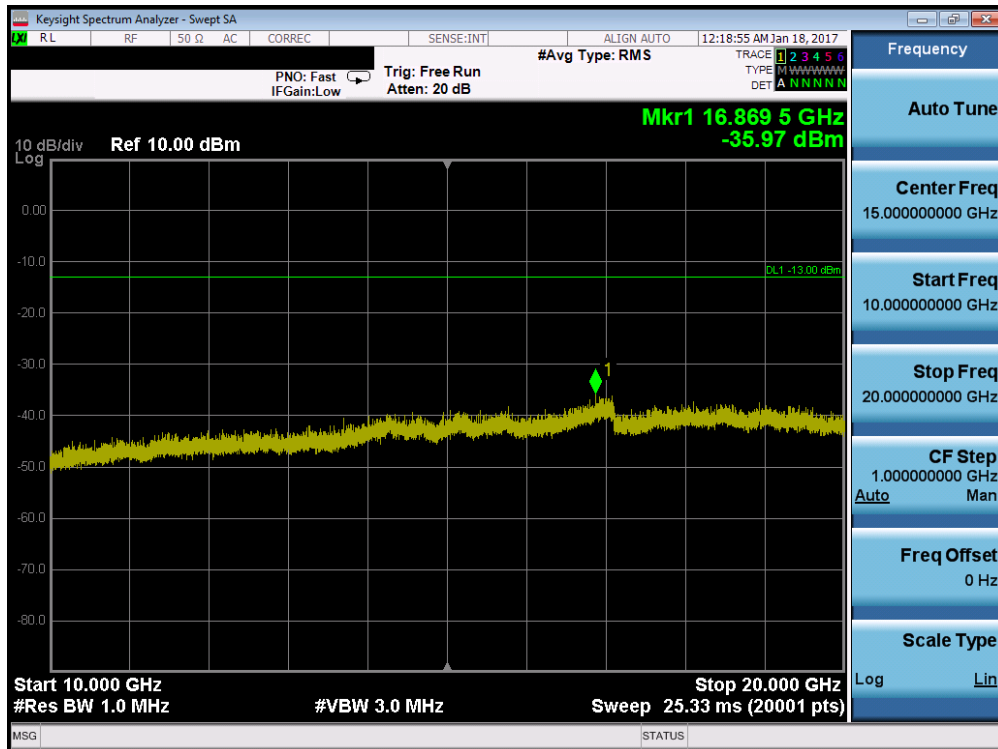 Keysight Spectrum Analyzer - Swept SA
LXI RL RF 50 Ω AC CORREC SENSE:INT ALIGN AUTO 12:18:55 AM Jan 18, 2017
#Avg Type: RMS
TRACE 1 2 3 4 5 6
TYPE M W W W W W
DET A N N N N N
PNO: Fast
IFGain:Low
Trig: Free Run
Atten: 20 dB
Mkr1 16.869 5 GHz
-35.97 dBm
10 dB/div Ref 10.00 dBm
Log
0.00
-10.0
DL1 -13.00 dBm
-20.0
-30.0
1
-40.0
-50.0
-60.0
-70.0
-80.0
Start 10.000 GHz Stop 20.000 GHz
#Res BW 1.0 MHz #VBW 3.0 MHz Sweep 25.33 ms (20001 pts)
MSG STATUS
Frequency
Auto Tune
Center Freq
15.000000000 GHz
Start Freq
10.000000000 GHz
Stop Freq
20.000000000 GHz
CF Step
1.000000000 GHz
Auto Man
Freq Offset
0 Hz
Scale Type
Log Lin